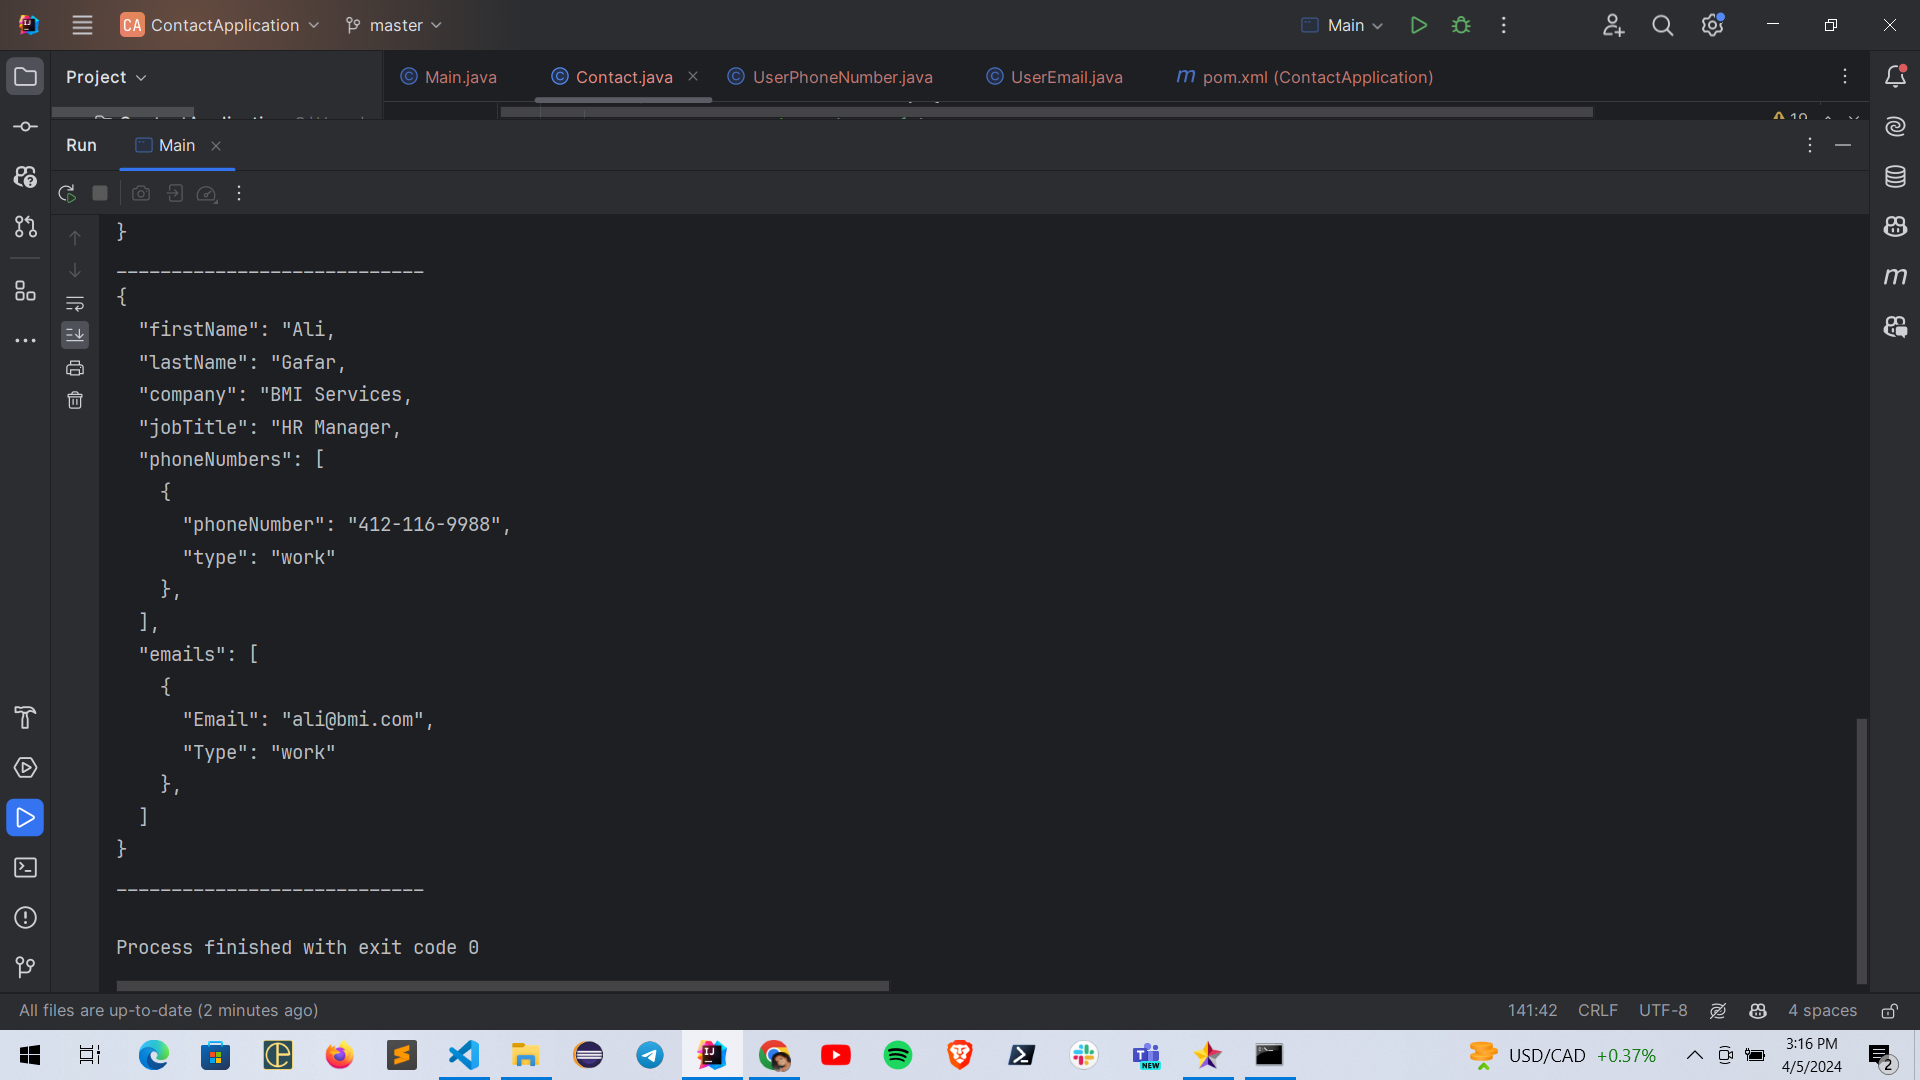 CA ContactApplication master Main
Project Main.java Contact.java UserPhoneNumber.java UserEmail.java m pom.xml (ContactApplication)
19
Run Main
}
----------------------------
{
"firstName": "Ali,
"lastName": "Gafar,
"company": "BMI Services,
"jobTitle": "HR Manager,
"phoneNumbers": [
{
"phoneNumber": "412-116-9988",
"type": "work"
},
],
"emails": [
{
"Email": "ali@bmi.com",
"Type": "work"
},
]
}
----------------------------
Process finished with exit code 0
All files are up-to-date (2 minutes ago) 141:42 CRLF UTF-8 4 spaces
USD/CAD +0.37% 3:16 PM
4/5/2024 2